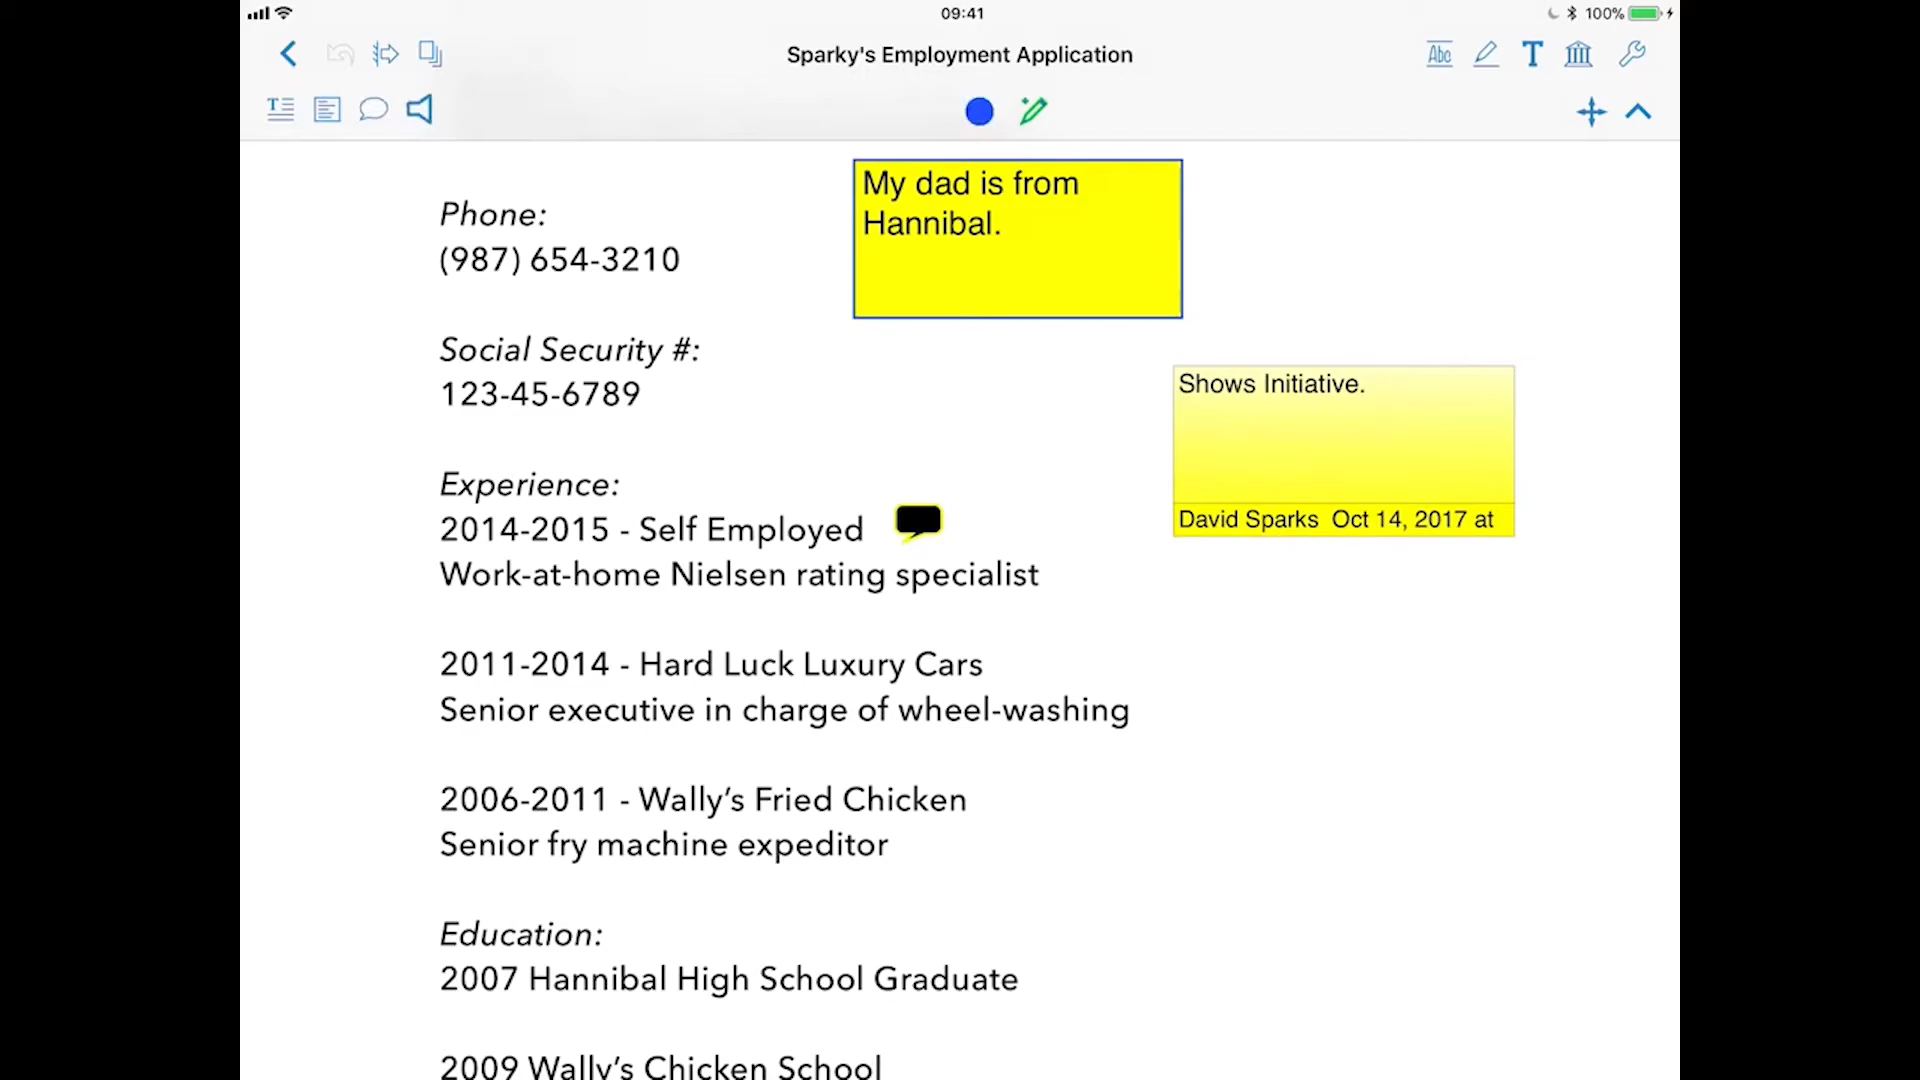 09:41
100%
Sparky's Employment Application
Abc
T
T
My dad is from
Hannibal.
Phone:
(987) 654-3210
Social Security #:
123-45-6789
Shows Initiative.
David Sparks Oct 14, 2017 at
Experience:
2014-2015 - Self Employed
Work-at-home Nielsen rating specialist
2011-2014 - Hard Luck Luxury Cars
Senior executive in charge of wheel-washing
2006-2011 - Wally’s Fried Chicken
Senior fry machine expeditor
Education:
2007 Hannibal High School Graduate
2009 Wally’s Chicken School